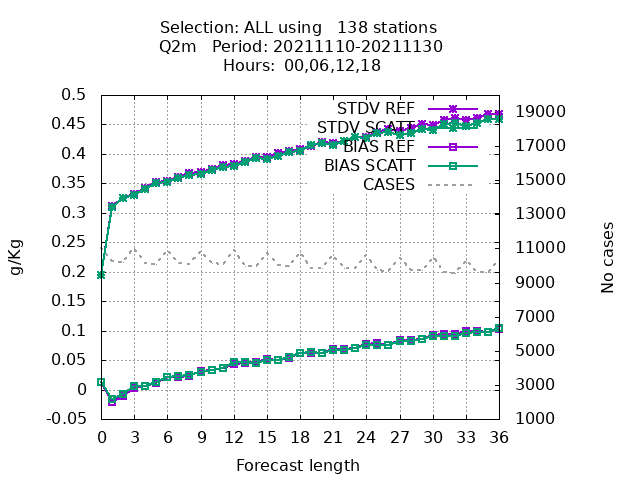 Selection: ALL using   138 stations
Q2m   Period: 20211110-20211130
Hours:  00,06,12,18
STDV REF
STDV SCATT
BIAS REF
BIAS SCATT
CASES
0.5
0.45
0.4
0.35
0.3
0.25
0.2
0.15
0.1
0.05
0
-0.05
g/Kg
19000
17000
15000
13000
11000
9000
7000
5000
3000
1000
No cases
0 3 6 9 12 15 18 21 24 27 30 33 36
Forecast length